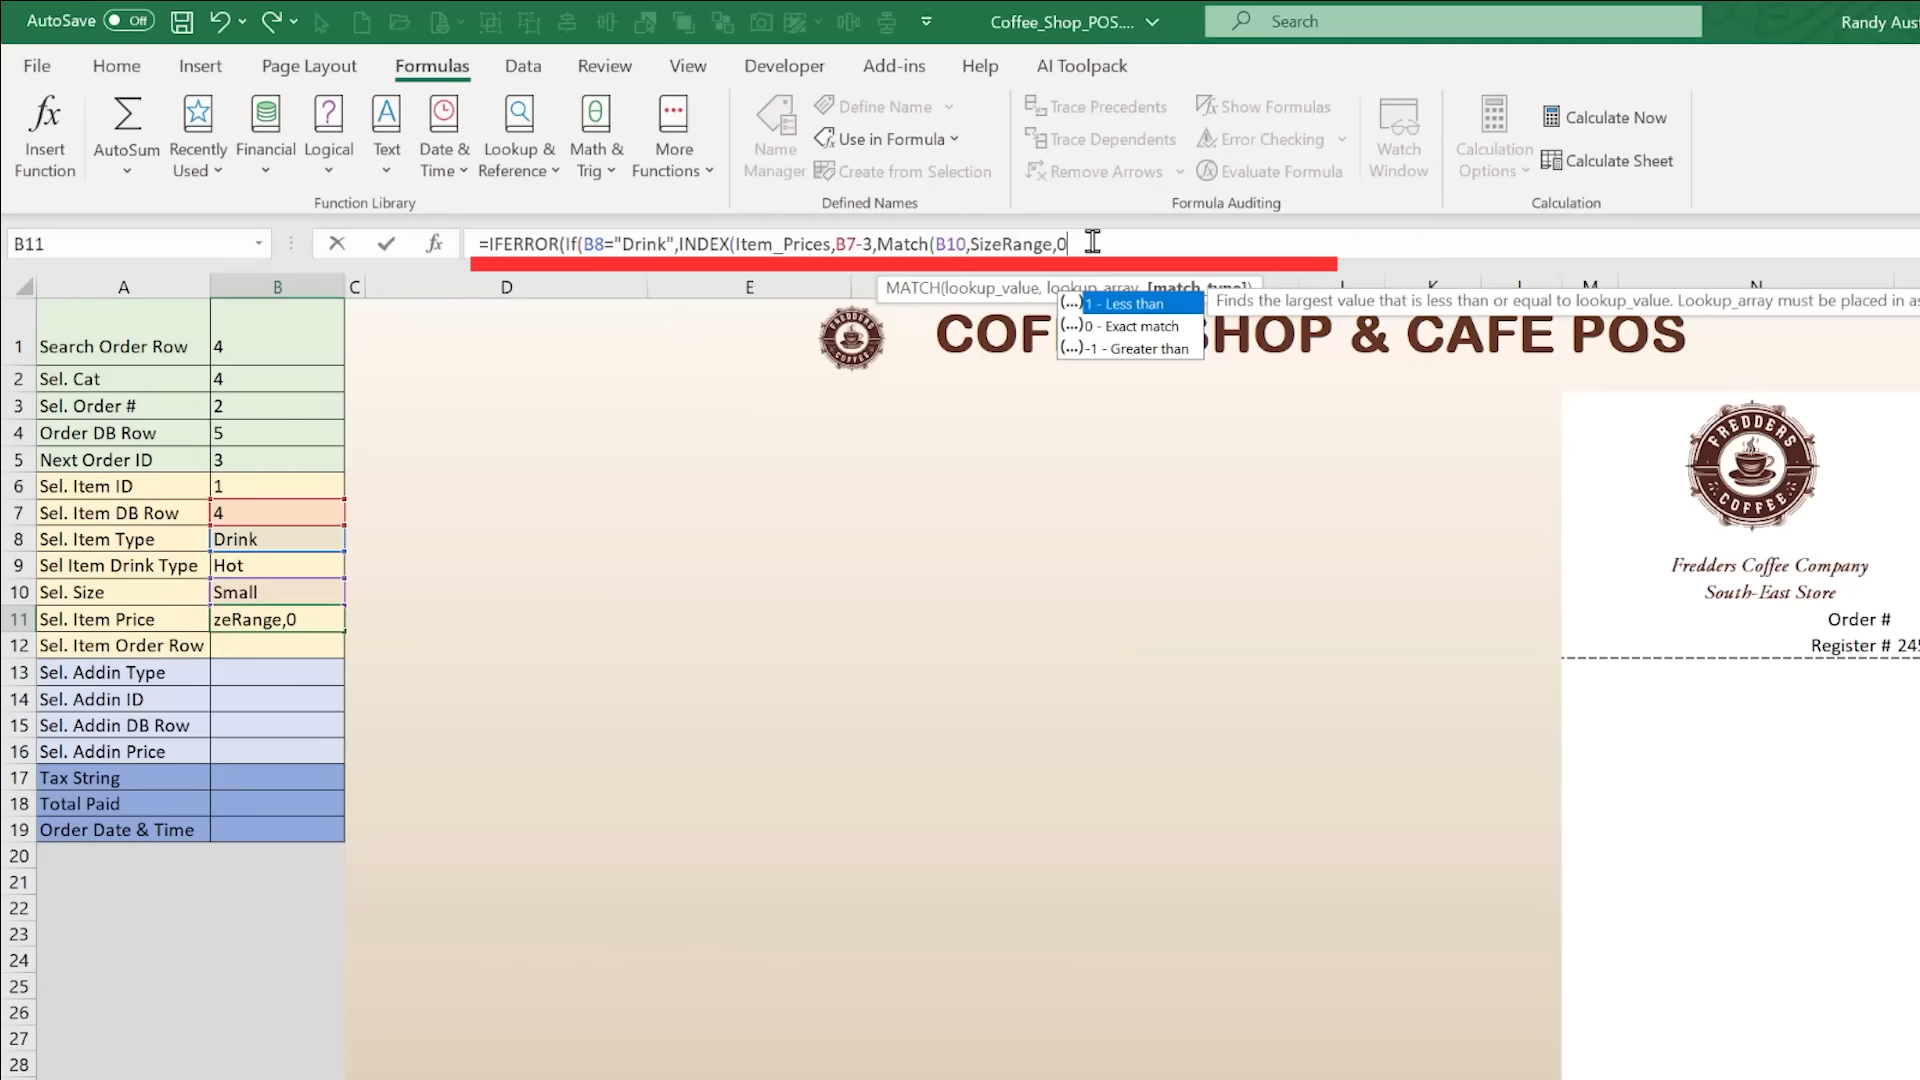 AutoSave Off Coffee_Shop_POS.... Search Randy Aust
File Home Insert Page Layout Formulas Data Review View Developer Add-ins Help AI Toolpack
Insert Function
AutoSum
Recently Used
Financial
Logical
Text
Date & Time
Lookup & Reference
Math & Trig
More Functions
Function Library
Name Manager
Define Name
Use in Formula
Create from Selection
Defined Names
Trace Precedents
Trace Dependents
Remove Arrows
Show Formulas
Error Checking
Evaluate Formula
Formula Auditing
Watch Window
Calculation Options
Calculate Now
Calculate Sheet
Calculation
B11 fx =IFERROR(If(B8="Drink",INDEX(Item_Prices,B7-3,Match(B10,SizeRange,0
A B C D E
MATCH(lookup_value, lookup_array, [match_type])
(...) 1 - Less than
(...) 0 - Exact match
(...) -1 - Greater than
Finds the largest value that is less than or equal to lookup_value. Lookup_array must be placed in as
FREDDERS COFFEE
COFFEE SHOP & CAFE POS
1 Search Order Row 4
2 Sel. Cat 4
3 Sel. Order # 2
4 Order DB Row 5
5 Next Order ID 3
6 Sel. Item ID 1
7 Sel. Item DB Row 4
8 Sel. Item Type Drink
9 Sel Item Drink Type Hot
10 Sel. Size Small
11 Sel. Item Price zeRange,0
12 Sel. Item Order Row
13 Sel. Addin Type
14 Sel. Addin ID
15 Sel. Addin DB Row
16 Sel. Addin Price
17 Tax String
18 Total Paid
19 Order Date & Time
20
21
22
23
24
25
26
27
28
FREDDERS COFFEE
Fredders Coffee Company
South-East Store
Order #
Register # 245